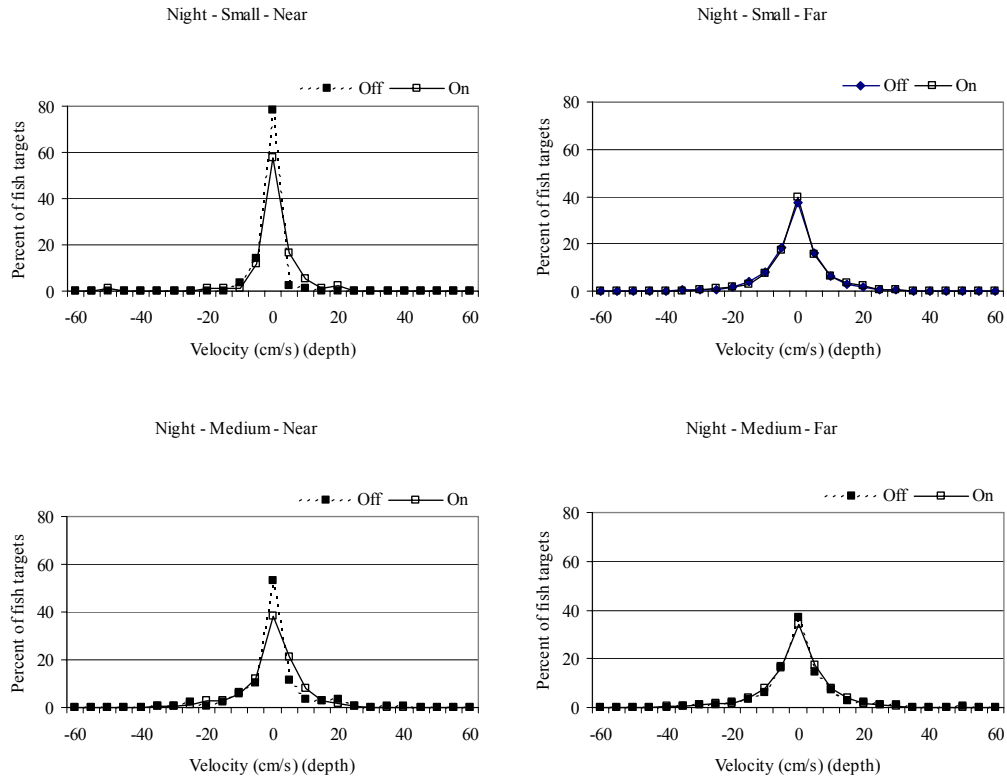 Night - Small - Near
Off On
80
60
40
20
0
Percent of fish targets
-60 -40 -20 0 20 40 60
Velocity (cm/s) (depth)
Night - Small - Far
Off On
80
60
40
20
0
Percent of fish targets
-60 -40 -20 0 20 40 60
Velocity (cm/s) (depth)
Night - Medium - Near
Off On
80
60
40
20
0
Percent of fish targets
-60 -40 -20 0 20 40 60
Velocity (cm/s) (depth)
Night - Medium - Far
Off On
80
60
40
20
0
Percent of fish targets
-60 -40 -20 0 20 40 60
Velocity (cm/s) (depth)